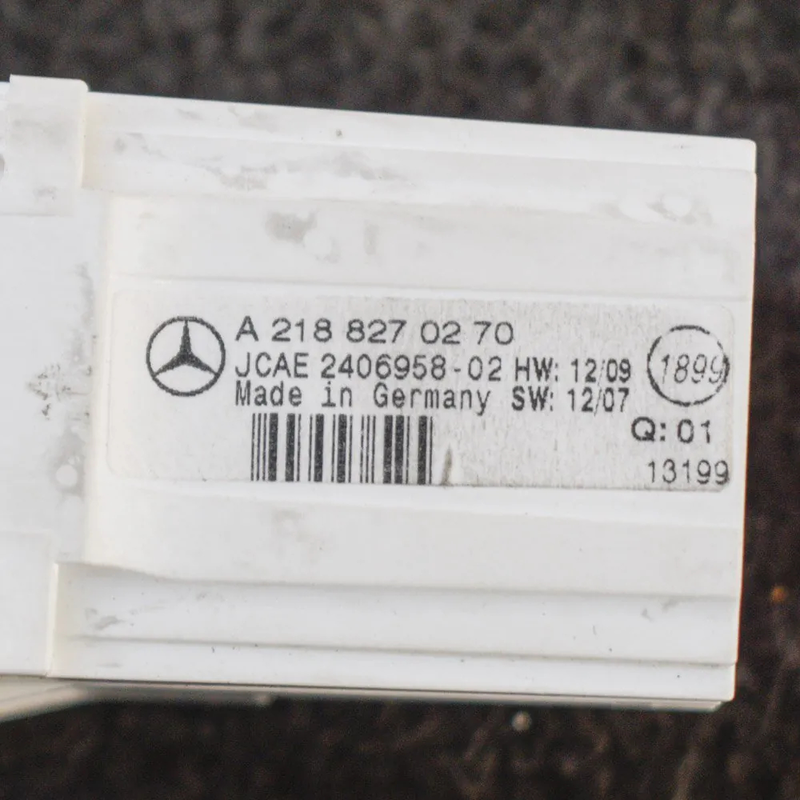 A 218 827 02 70
JCAE 2406958-02 HW: 12/09
Made in Germany SW: 12/07
1899
Q: 01
13199